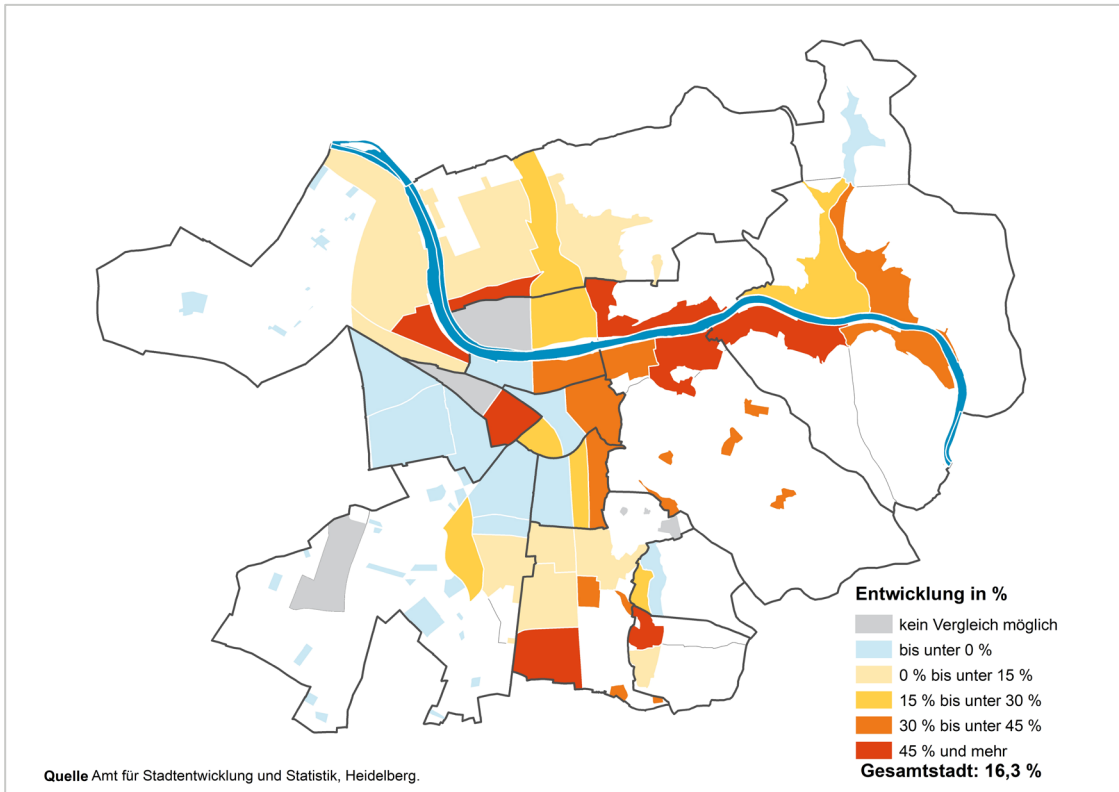 Entwicklung in %
kein Vergleich möglich
bis unter 0 %
0 % bis unter 15 %
15 % bis unter 30 %
30 % bis unter 45 %
45 % und mehr
Gesamtstadt: 16,3 %
Quelle Amt für Stadtentwicklung und Statistik, Heidelberg.